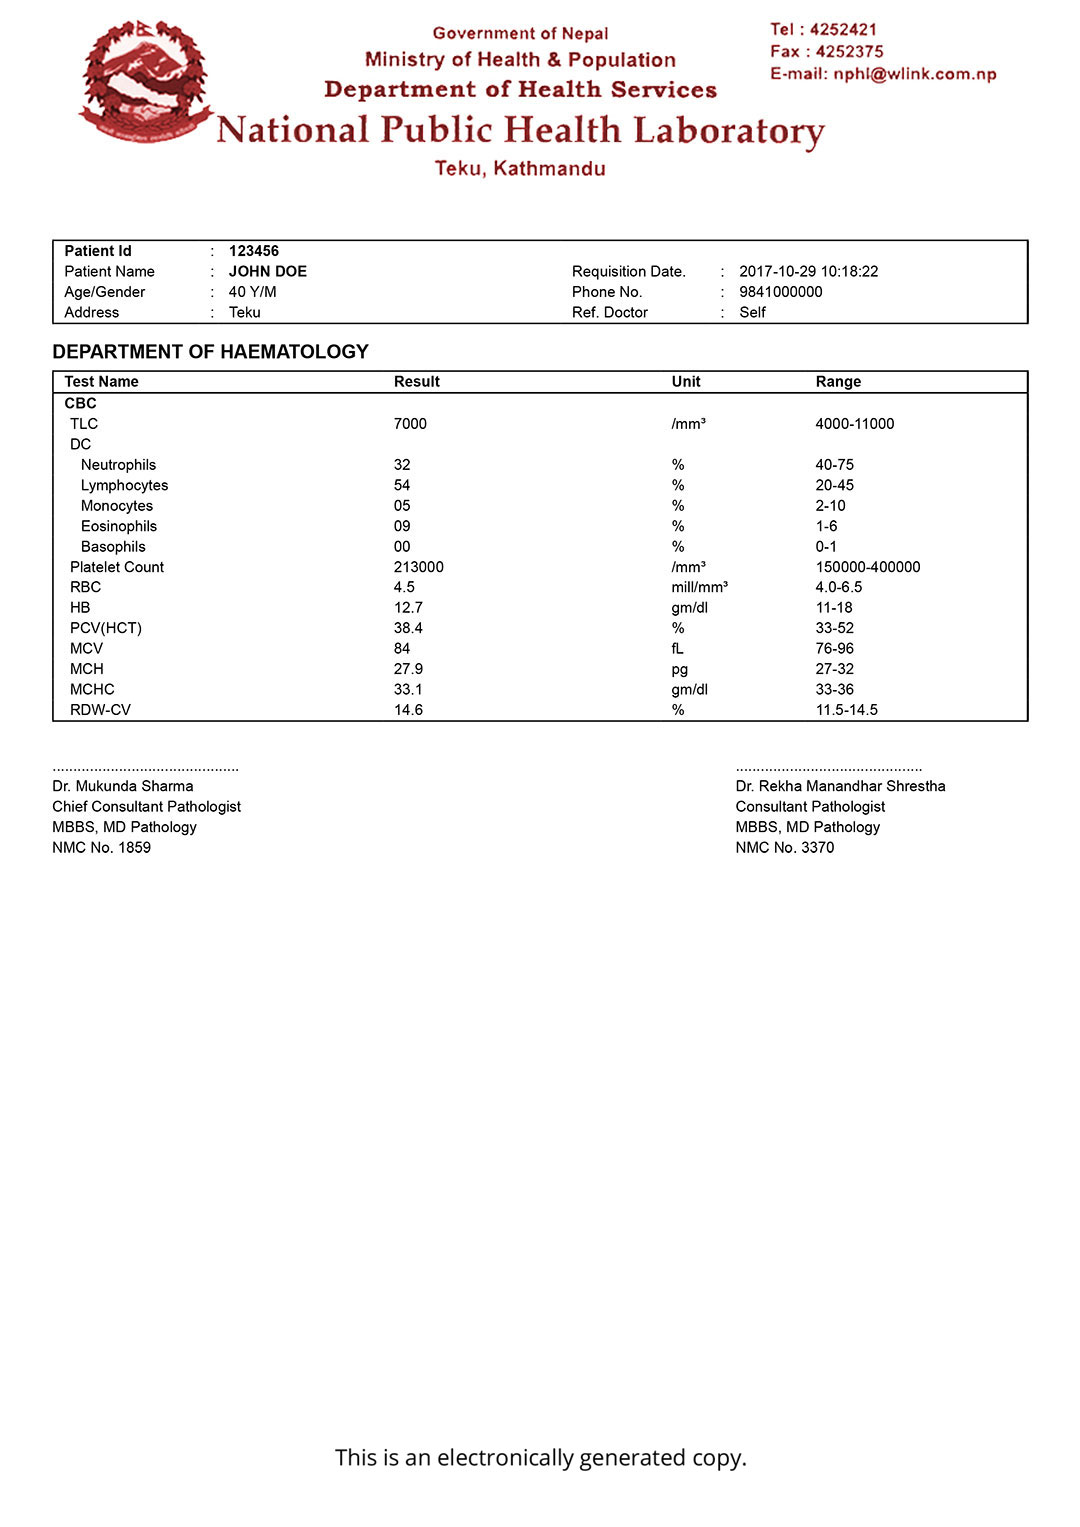 Government of Nepal
Ministry of Health & Population
Department of Health Services
National Public Health Laboratory
Teku, Kathmandu
Tel : 4252421
Fax : 4252375
E-mail: nphl@wlink.com.np
Patient Id : 123456
Patient Name : JOHN DOE Requisition Date. : 2017-10-29 10:18:22
Age/Gender : 40 Y/M Phone No. : 9841000000
Address : Teku Ref. Doctor : Self
DEPARTMENT OF HAEMATOLOGY
Test Name Result Unit Range
CBC
TLC 7000 /mm³ 4000-11000
DC
Neutrophils 32 % 40-75
Lymphocytes 54 % 20-45
Monocytes 05 % 2-10
Eosinophils 09 % 1-6
Basophils 00 % 0-1
Platelet Count 213000 /mm³ 150000-400000
RBC 4.5 mill/mm³ 4.0-6.5
HB 12.7 gm/dl 11-18
PCV(HCT) 38.4 % 33-52
MCV 84 fL 76-96
MCH 27.9 pg 27-32
MCHC 33.1 gm/dl 33-36
RDW-CV 14.6 % 11.5-14.5
............................................. .............................................
Dr. Mukunda Sharma Dr. Rekha Manandhar Shrestha
Chief Consultant Pathologist Consultant Pathologist
MBBS, MD Pathology MBBS, MD Pathology
NMC No. 1859 NMC No. 3370
This is an electronically generated copy.